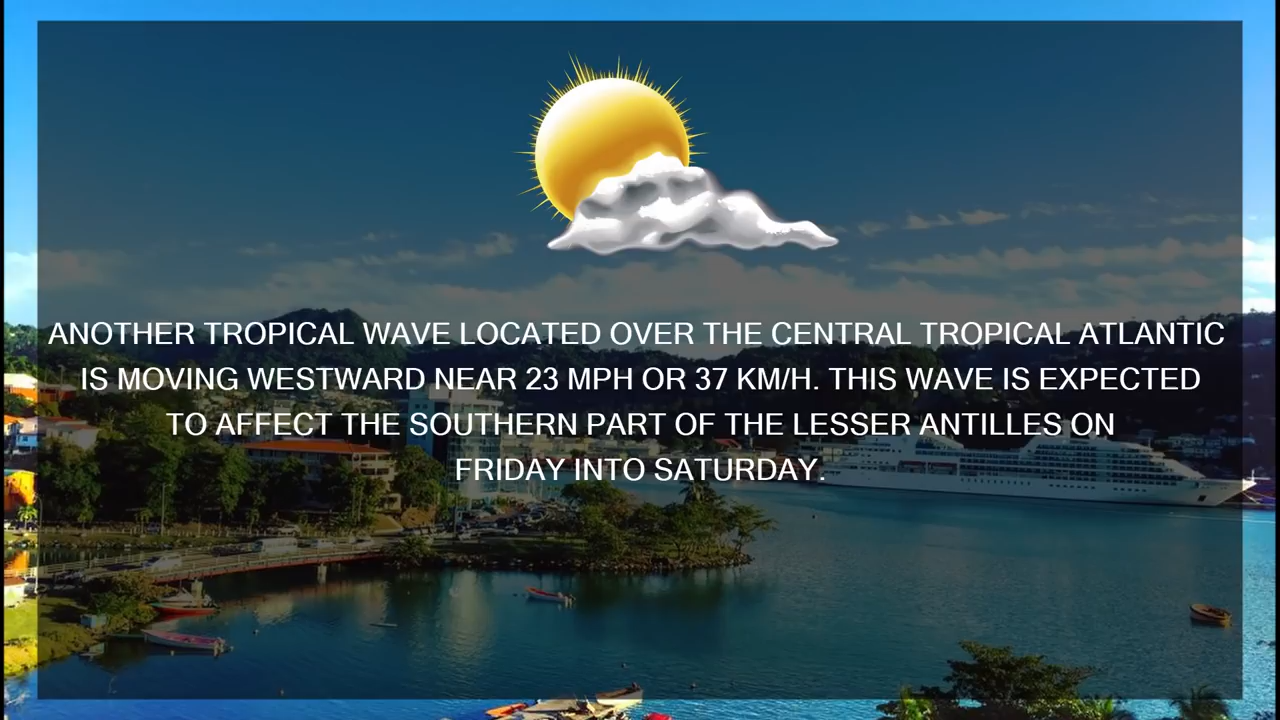 ANOTHER TROPICAL WAVE LOCATED OVER THE CENTRAL TROPICAL ATLANTIC
IS MOVING WESTWARD NEAR 23 MPH OR 37 KM/H. THIS WAVE IS EXPECTED
TO AFFECT THE SOUTHERN PART OF THE LESSER ANTILLES ON
FRIDAY INTO SATURDAY.